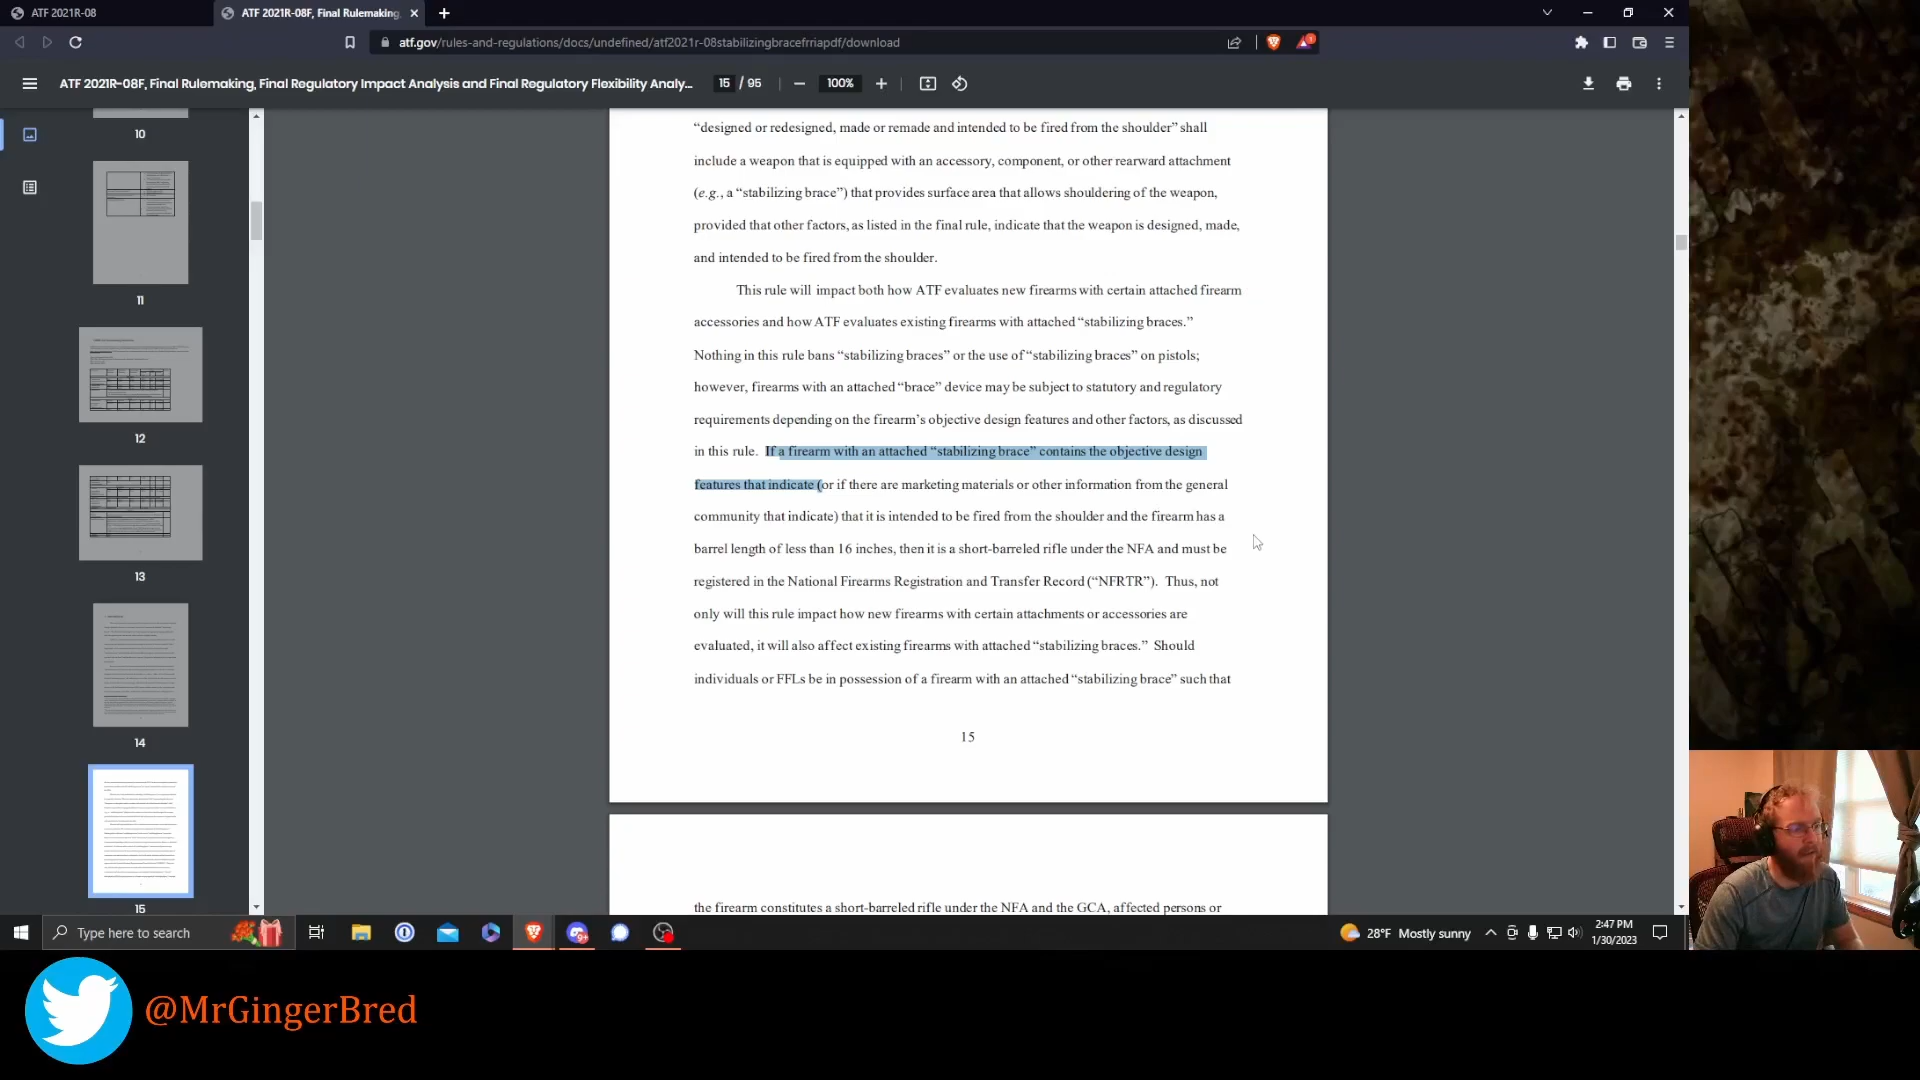 ATF 2021R-08
ATF 2021R-08F, Final Rulemaking,
atf.gov/rules-and-regulations/docs/undefined/atf2021r-08stabilizingbracefrriapdf/download
ATF 2021R-08F, Final Rulemaking, Final Regulatory Impact Analysis and Final Regulatory Flexibility Analy...
15 / 95
100%
10
11
12
13
14
15
“designed or redesigned, made or remade and intended to be fired from the shoulder” shall
include a weapon that is equipped with an accessory, component, or other rearward attachment
(e.g., a “stabilizing brace”) that provides surface area that allows shouldering of the weapon,
provided that other factors, as listed in the final rule, indicate that the weapon is designed, made,
and intended to be fired from the shoulder.
This rule will impact both how ATF evaluates new firearms with certain attached firearm
accessories and how ATF evaluates existing firearms with attached “stabilizing braces.”
Nothing in this rule bans “stabilizing braces” or the use of “stabilizing braces” on pistols;
however, firearms with an attached “brace” device may be subject to statutory and regulatory
requirements depending on the firearm’s objective design features and other factors, as discussed
in this rule. If a firearm with an attached “stabilizing brace” contains the objective design
features that indicate (or if there are marketing materials or other information from the general
community that indicate) that it is intended to be fired from the shoulder and the firearm has a
barrel length of less than 16 inches, then it is a short-barreled rifle under the NFA and must be
registered in the National Firearms Registration and Transfer Record (“NFRTR”). Thus, not
only will this rule impact how new firearms with certain attachments or accessories are
evaluated, it will also affect existing firearms with attached “stabilizing braces.” Should
individuals or FFLs be in possession of a firearm with an attached “stabilizing brace” such that
15
the firearm constitutes a short-barreled rifle under the NFA and the GCA, affected persons or
Type here to search
28°F Mostly sunny
2:47 PM
1/30/2023
@MrGingerBred